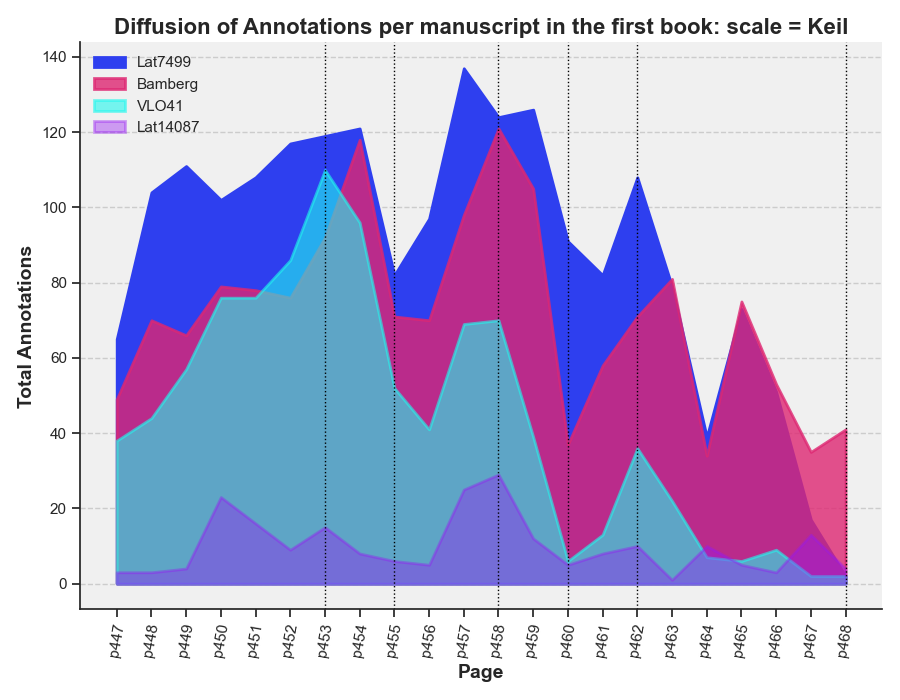 Diffusion of Annotations per manuscript in the first book: scale = Keil
Lat7499
Bamberg
VLO41
Lat14087
Total Annotations
140
120
100
80
60
40
20
0
p447
p448
p449
p450
p451
p452
p453
p454
p455
p456
p457
p458
p459
p460
p461
p462
p463
p464
p465
p466
p467
p468
Page